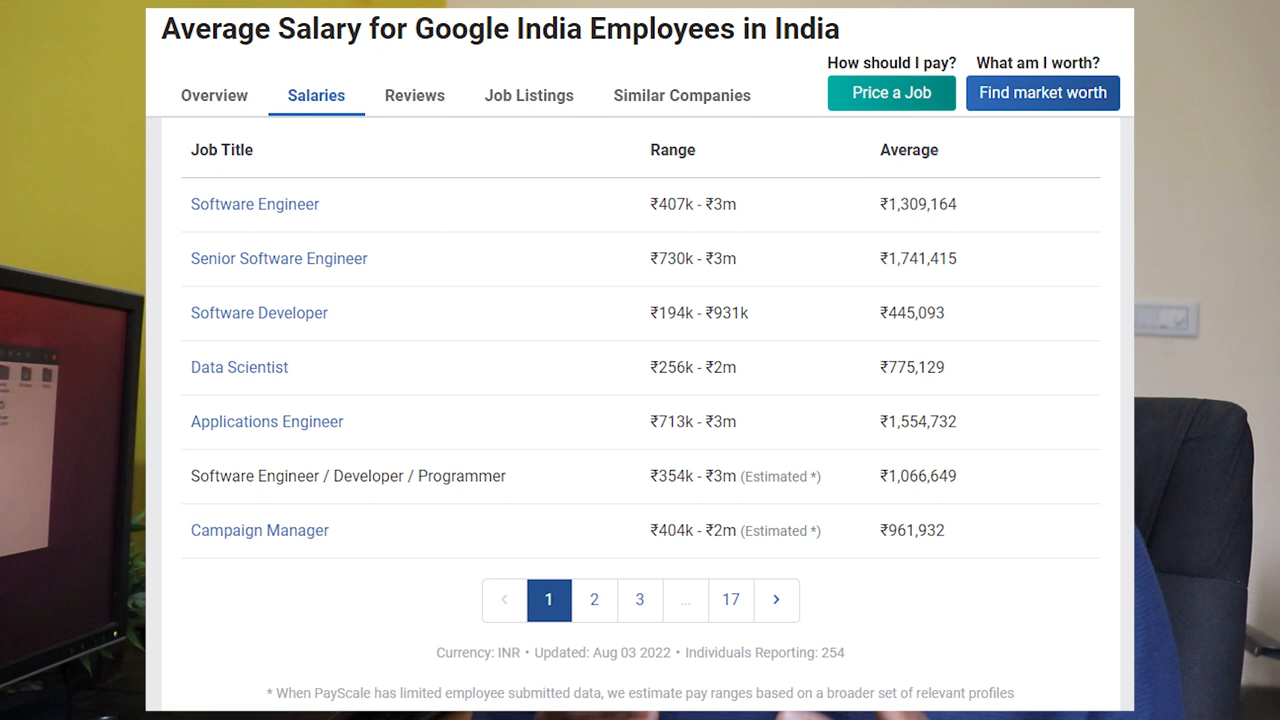 Average Salary for Google India Employees in India
How should I pay? What am I worth?
Overview Salaries Reviews Job Listings Similar Companies Price a Job Find market worth
Job Title Range Average
Software Engineer ₹407k - ₹3m ₹1,309,164
Senior Software Engineer ₹730k - ₹3m ₹1,741,415
Software Developer ₹194k - ₹931k ₹445,093
Data Scientist ₹256k - ₹2m ₹775,129
Applications Engineer ₹713k - ₹3m ₹1,554,732
Software Engineer / Developer / Programmer ₹354k - ₹3m (Estimated *) ₹1,066,649
Campaign Manager ₹404k - ₹2m (Estimated *) ₹961,932
‹ 1 2 3 ... 17 ›
Currency: INR • Updated: Aug 03 2022 • Individuals Reporting: 254
* When PayScale has limited employee submitted data, we estimate pay ranges based on a broader set of relevant profiles